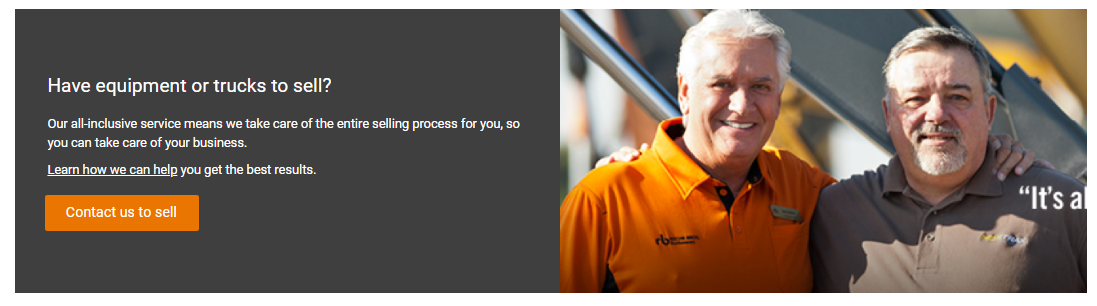 Have equipment or trucks to sell?
Our all-inclusive service means we take care of the entire selling process for you, so
you can take care of your business.
Learn how we can help you get the best results.
Contact us to sell
“It’s al
rb